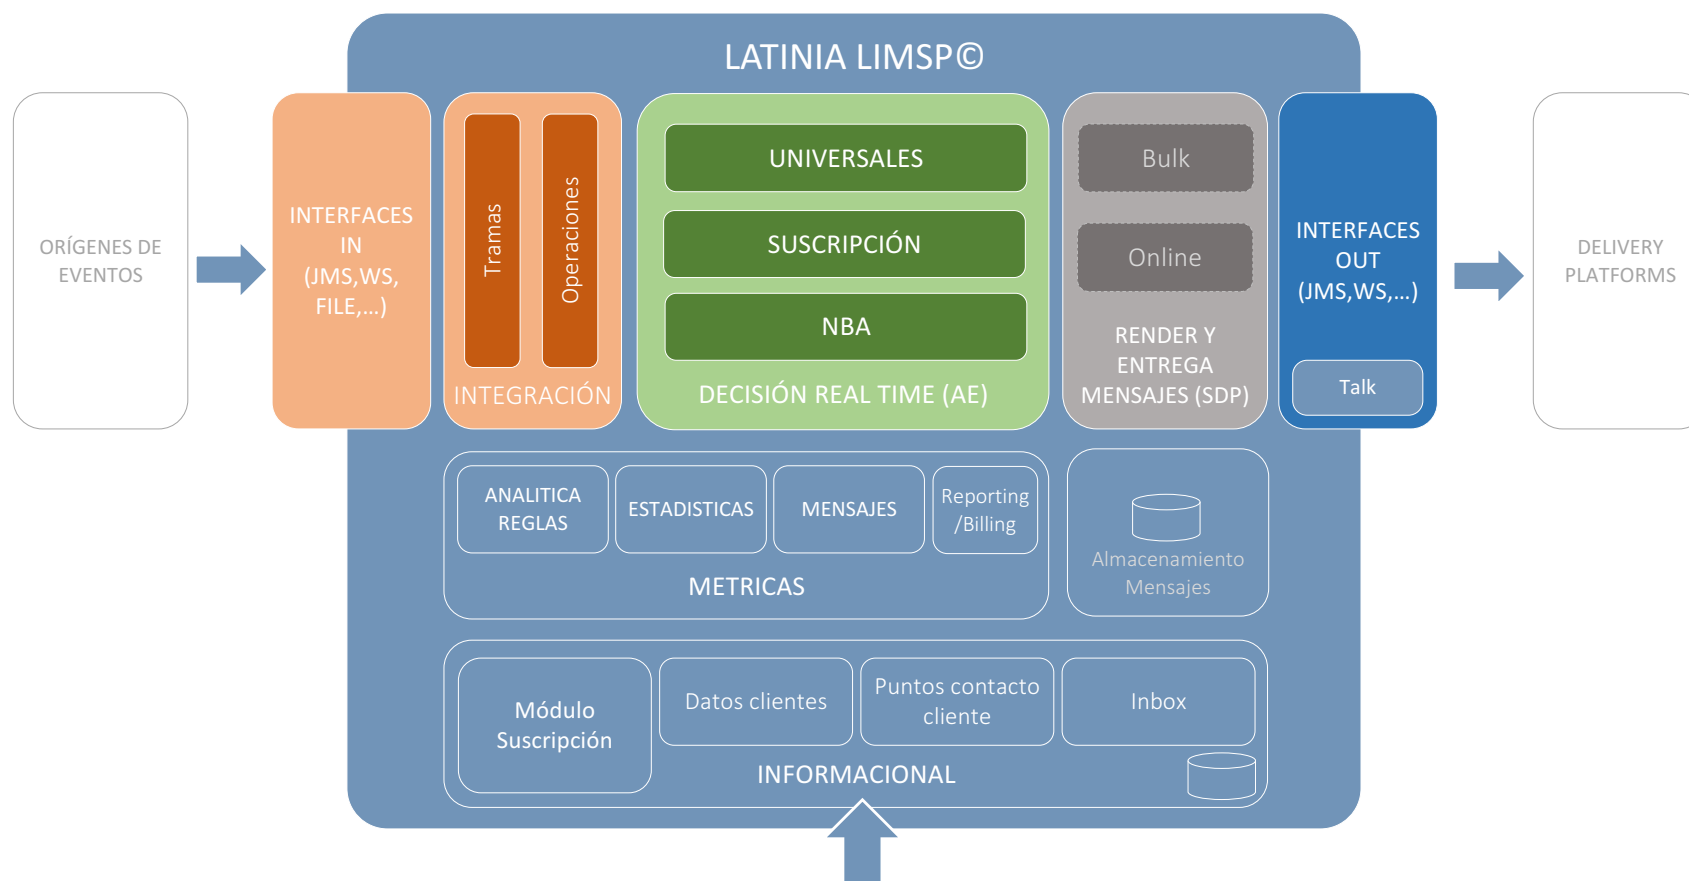 LATINIA LIMSP©
ORÍGENES DE
EVENTOS
INTERFACES
IN
(JMS,WS,
FILE,...)
Tramas
Operaciones
INTEGRACIÓN
UNIVERSALES
SUSCRIPCIÓN
NBA
DECISIÓN REAL TIME (AE)
Bulk
Online
RENDER Y
ENTREGA
MENSAJES (SDP)
INTERFACES
OUT
(JMS,WS,...)
Talk
DELIVERY
PLATFORMS
ANALITICA
REGLAS
ESTADISTICAS
MENSAJES
Reporting
/Billing
METRICAS
Almacenamiento
Mensajes
Módulo
Suscripción
Datos clientes
Puntos contacto
cliente
Inbox
INFORMACIONAL